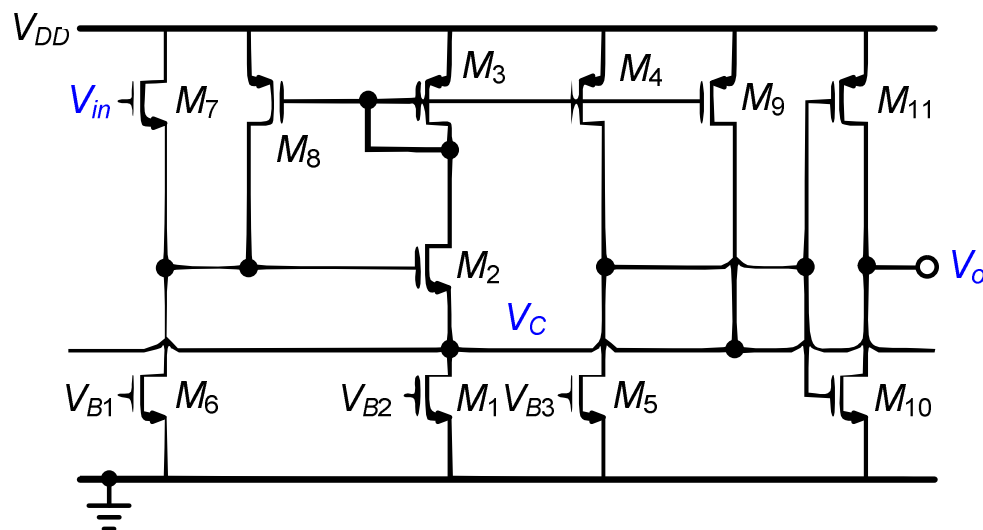 VDD
Vin M7 M8 M3 M4 M9 M11
M2 Vo
VC
VB1 M6 VB2 M1 VB3 M5 M10